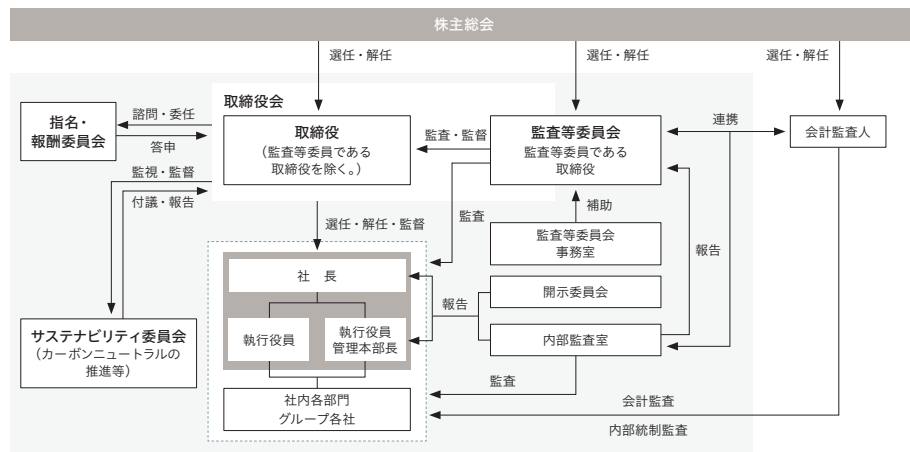 株主総会
選任・解任
選任・解任
選任・解任
取締役会
指名・
報酬委員会
諮問・委任
答申
取締役
（監査等委員である
取締役を除く。）
監査・監督
監査等委員会
監査等委員である
取締役
連携
会計監査人
監視・監督
付議・報告
選任・解任・監督
監査
補助
監査等委員会
事務室
報告
社　長
報告
開示委員会
執行役員
執行役員
管理本部長
内部監査室
サステナビリティ委員会
（カーボンニュートラルの
推進等）
監査
社内各部門
グループ各社
会計監査
内部統制監査